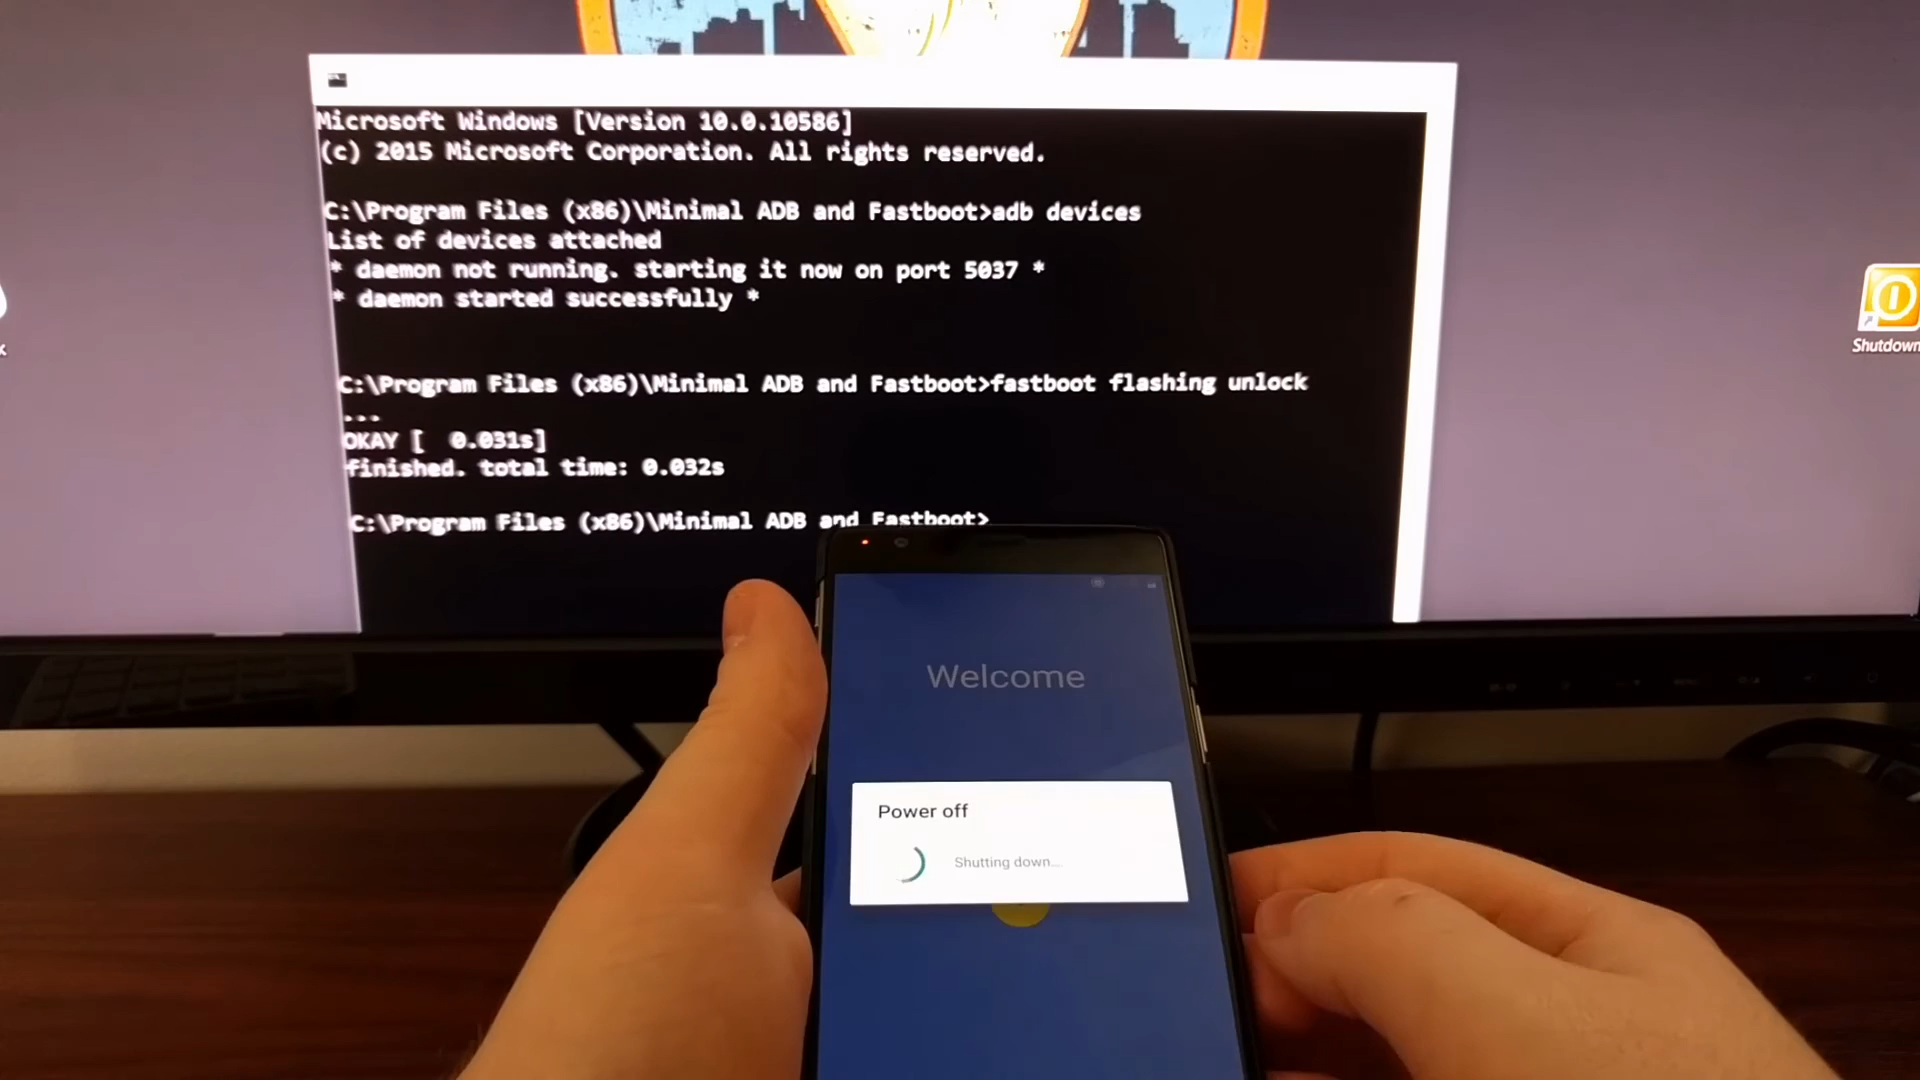 Microsoft Windows [Version 10.0.10586]
(c) 2015 Microsoft Corporation. All rights reserved.
C:\Program Files (x86)\Minimal ADB and Fastboot>adb devices
List of devices attached
* daemon not running. starting it now on port 5037 *
* daemon started successfully *
C:\Program Files (x86)\Minimal ADB and Fastboot>fastboot flashing unlock
...
OKAY [  0.031s]
finished. total time: 0.032s
C:\Program Files (x86)\Minimal ADB and Fastboot>
Shutdown
Welcome
Power off
Shutting down...